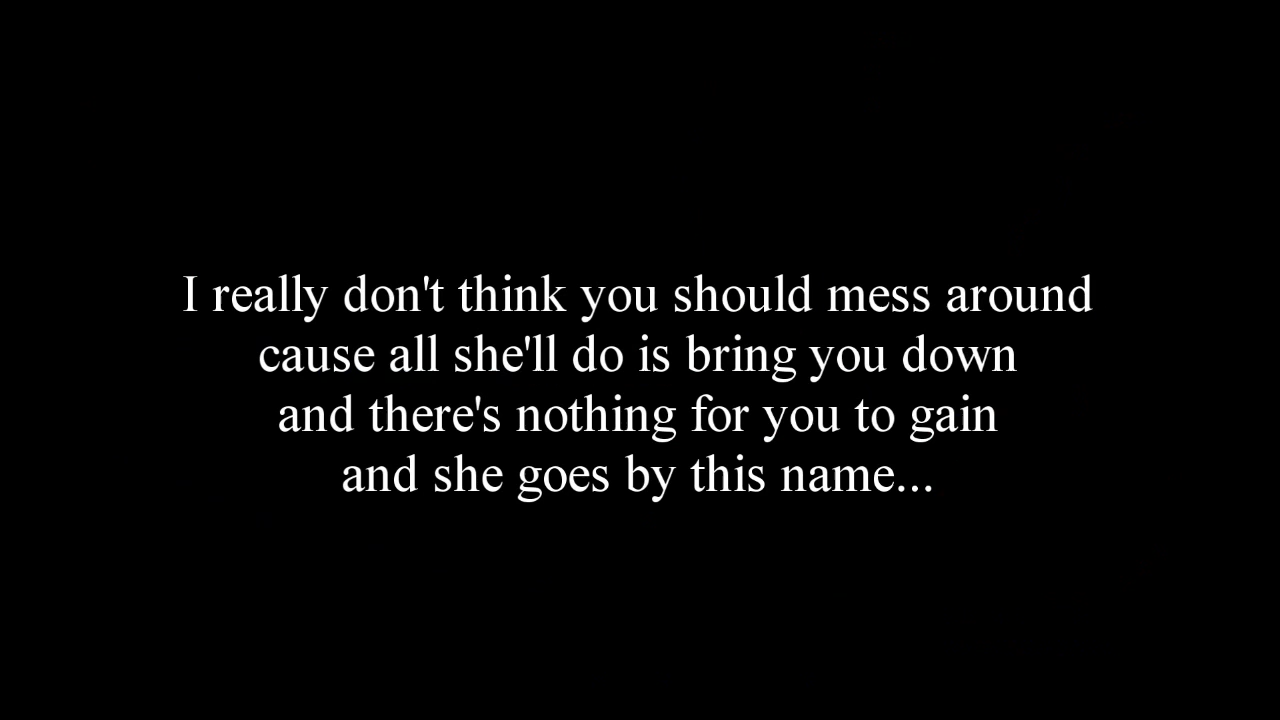 I really don't think you should mess around
cause all she'll do is bring you down
and there's nothing for you to gain
and she goes by this name...